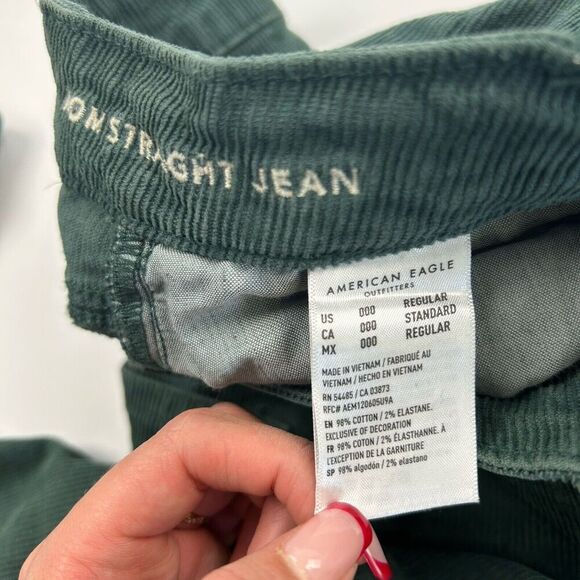 STRAIGHT JEAN
AMERICAN EAGLE
OUTFITTERS
US 000 REGULAR
CA 000 STANDARD
MX 000 REGULAR
MADE IN VIETNAM / FABRIQUÉ AU
VIETNAM / HECHO EN VIETNAM
RN 54485 / CA 03873
RFC# AEM120605U9A
EN 98% COTTON / 2% ELASTANE.
EXCLUSIVE OF DECORATION
FR 98% COTON / 2% ÉLASTHANNE. À
L'EXCEPTION DE LA GARNITURE
SP 98% algodón / 2% elastano